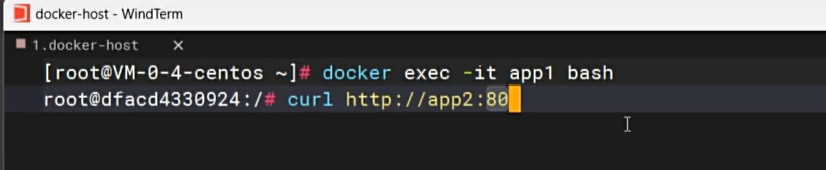 docker-host - WindTerm
1.docker-host ×
[root@VM-0-4-centos ~]# docker exec -it app1 bash
root@dfacd4330924:/# curl http://app2:80